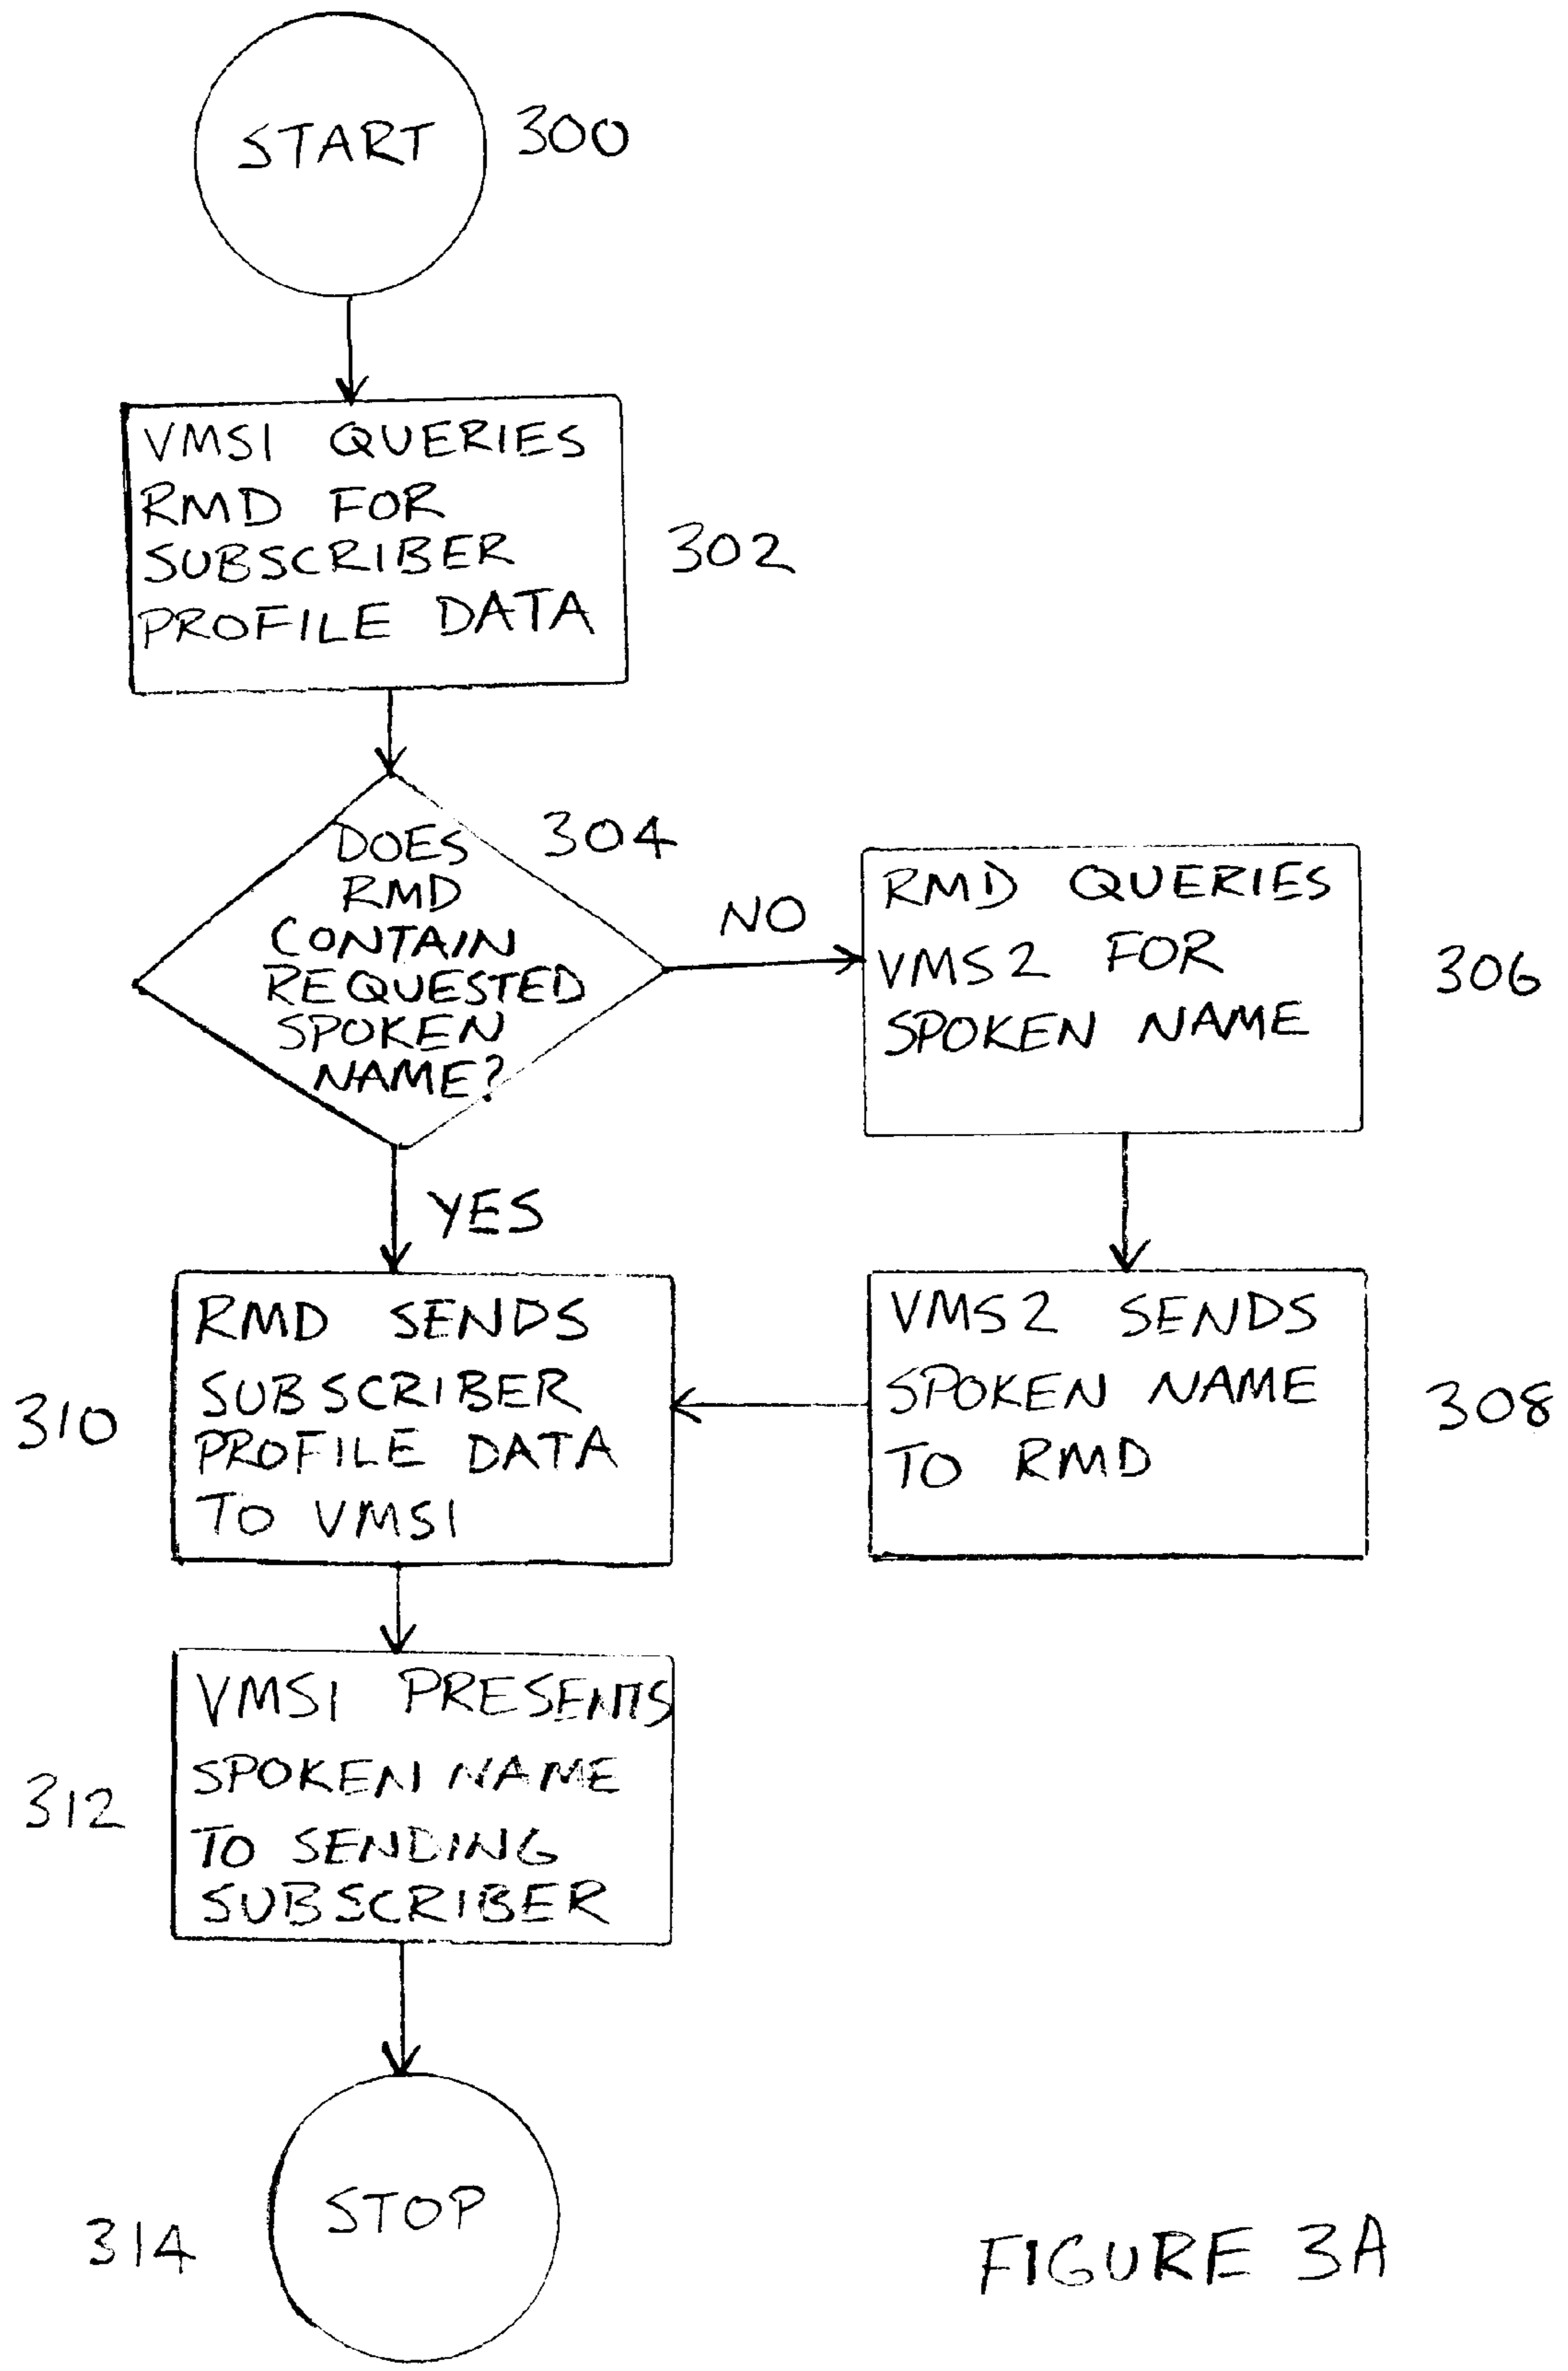 START
300
VMS1 QUERIES
RMD FOR
SUBSCRIBER
PROFILE DATA
302
DOES
RMD
CONTAIN
REQUESTED
SPOKEN
NAME?
304
NO
RMD QUERIES
VMS2 FOR
SPOKEN NAME
306
YES
RMD SENDS
SUBSCRIBER
PROFILE DATA
TO VMS1
310
VMS2 SENDS
SPOKEN NAME
TO RMD
308
VMS1 PRESENTS
SPOKEN NAME
TO SENDING
SUBSCRIBER
312
STOP
314
FIGURE 3A